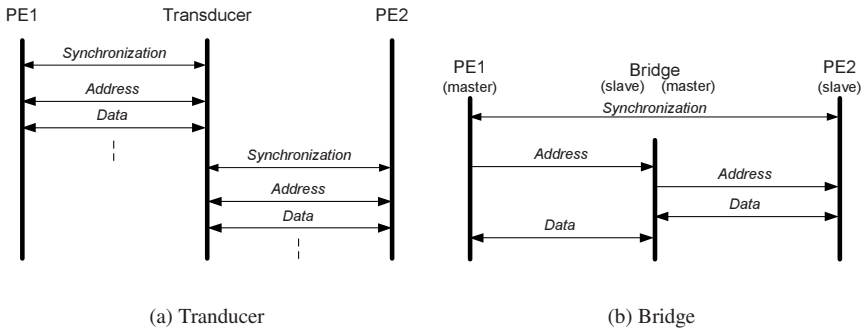 PE1 Transducer PE2
Synchronization
Address
Data
Synchronization
Address
Data
(a) Tranducer
PE1 Bridge PE2
(master) (slave) (master) (slave)
Synchronization
Address
Address
Data
Data
(b) Bridge